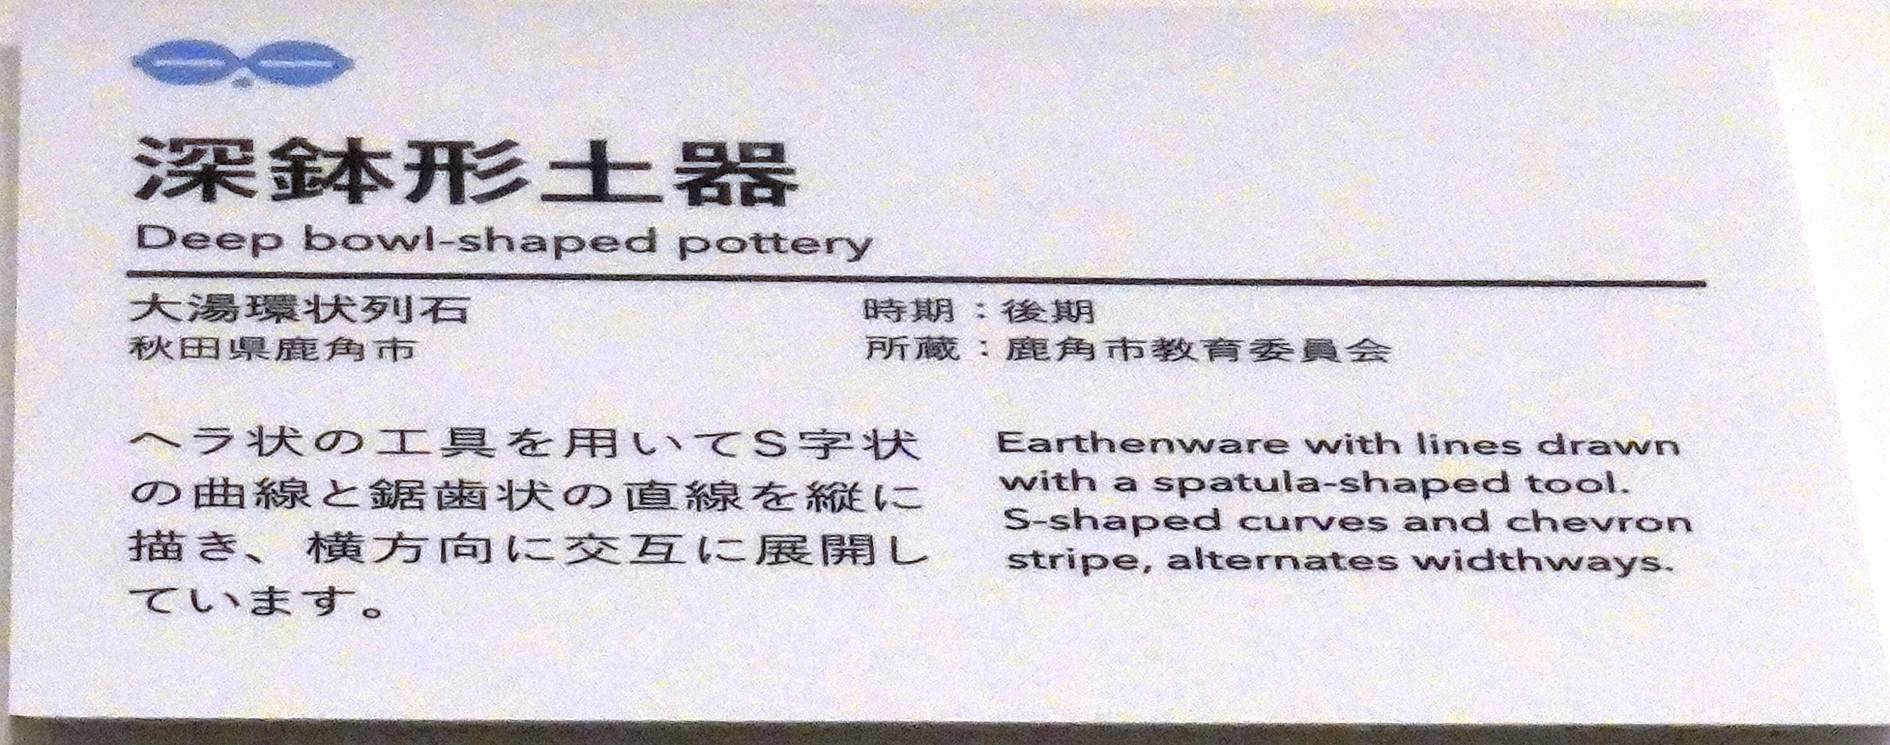 深鉢形土器
Deep bowl-shaped pottery
大湯環状列石
秋田県鹿角市
時期：後期
所蔵：鹿角市教育委員会
ヘラ状の工具を用いてS字状
の曲線と鋸歯状の直線を縦に
描き、横方向に交互に展開し
ています。
Earthenware with lines drawn
with a spatula-shaped tool.
S-shaped curves and chevron
stripe, alternates widthways.